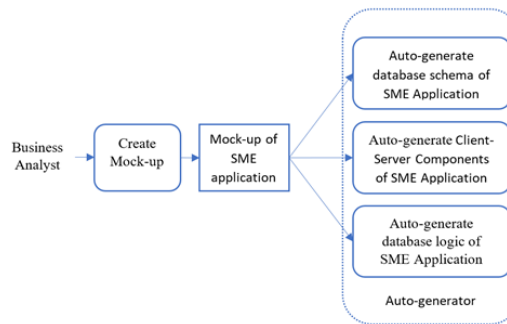 Business
Analyst
Create
Mock-up
Mock-up of
SME
application
Auto-generate
database schema of
SME Application
Auto-generate Client-
Server Components
of SME Application
Auto-generate
database logic of
SME Application
Auto-generator